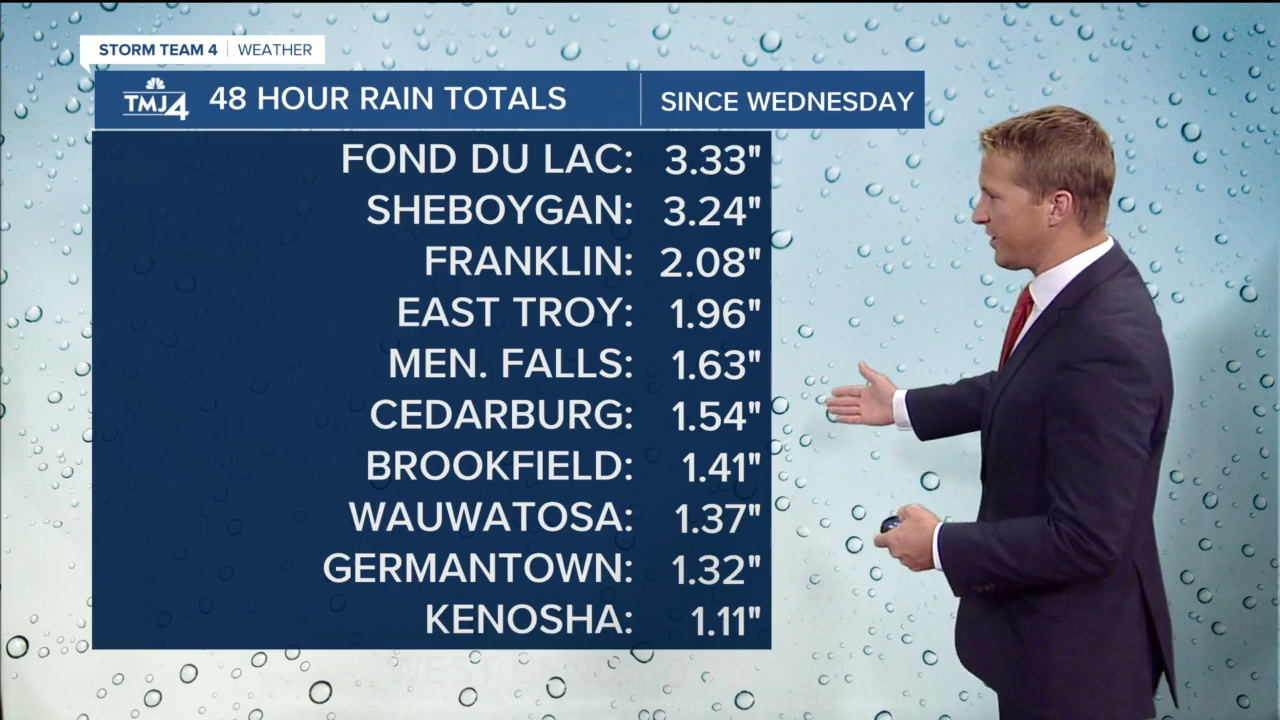 STORM TEAM 4 | WEATHER
TMJ4 48 HOUR RAIN TOTALS SINCE WEDNESDAY
FOND DU LAC: 3.33"
SHEBOYGAN: 3.24"
FRANKLIN: 2.08"
EAST TROY: 1.96"
MEN. FALLS: 1.63"
CEDARBURG: 1.54"
BROOKFIELD: 1.41"
WAUWATOSA: 1.37"
GERMANTOWN: 1.32"
KENOSHA: 1.11"